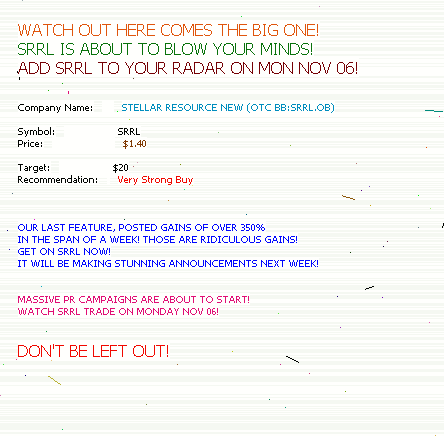 WATCH OUT HERE COMES THE BIG ONE!
SRRL IS ABOUT TO BLOW YOUR MINDS!
ADD SRRL TO YOUR RADAR ON MON NOV 06!
Company Name: STELLAR RESOURCE NEW (OTC BB:SRRL.OB)
Symbol: SRRL
Price: $1.40
Target: $20
Recommendation: Very Strong Buy
OUR LAST FEATURE, POSTED GAINS OF OVER 350%
IN THE SPAN OF A WEEK! THOSE ARE RIDICULOUS GAINS!
GET ON SRRL NOW!
IT WILL BE MAKING STUNNING ANNOUNCEMENTS NEXT WEEK!
MASSIVE PR CAMPAIGNS ARE ABOUT TO START!
WATCH SRRL TRADE ON MONDAY NOV 06!
DON'T BE LEFT OUT!